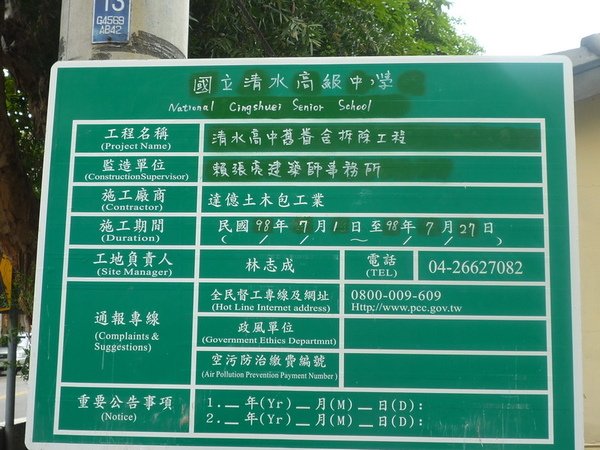 13
G4569
AB42
國立清水高級中學
National Cingshuei Senior School
工程名稱 清水高中舊宿舍拆除工程
(Project Name)
監造單位 賴張亮建築師事務所
(ConstructionSupervisor)
施工廠商 達億土木包工業
(Contractor)
施工期間 民國98年7月1日至98年7月27日
(Duration) ( / / ~ / / )
工地負責人 林志成 電話 04-26627082
(Site Manager) (TEL)
通報專線
(Complaints & Suggestions)
全民督工專線及網址 0800-009-609
(Hot Line Internet address) Http://www.pcc.gov.tw
政風單位
(Government Ethics Departmnt)
空污防治繳費編號
(Air Pollution Prevention Payment Number)
重要公告事項 1.__年(Yr)__月(M)__日(D):
(Notice) 2.__年(Yr)__月(M)__日(D):